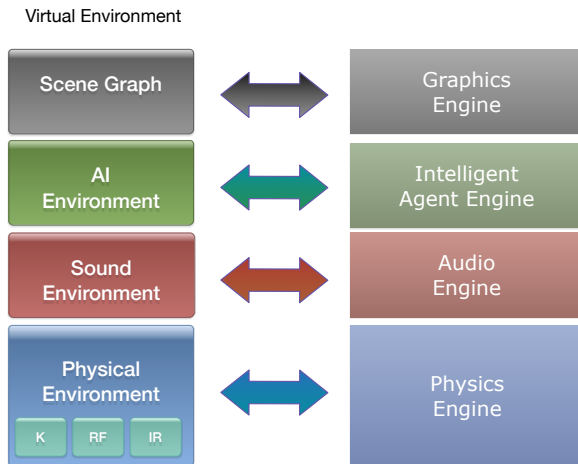 Virtual Environment
Scene Graph
Graphics
Engine
AI
Environment
Intelligent
Agent Engine
Sound
Environment
Audio
Engine
Physical
Environment
K
RF
IR
Physics
Engine